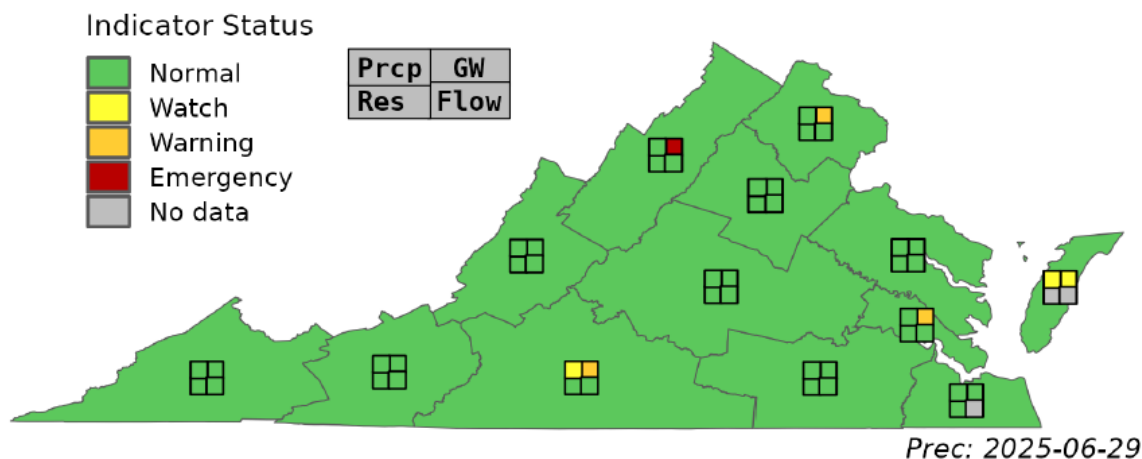 Indicator Status
Normal
Watch
Warning
Emergency
No data
Prcp GW
Res Flow
Prec: 2025-06-29